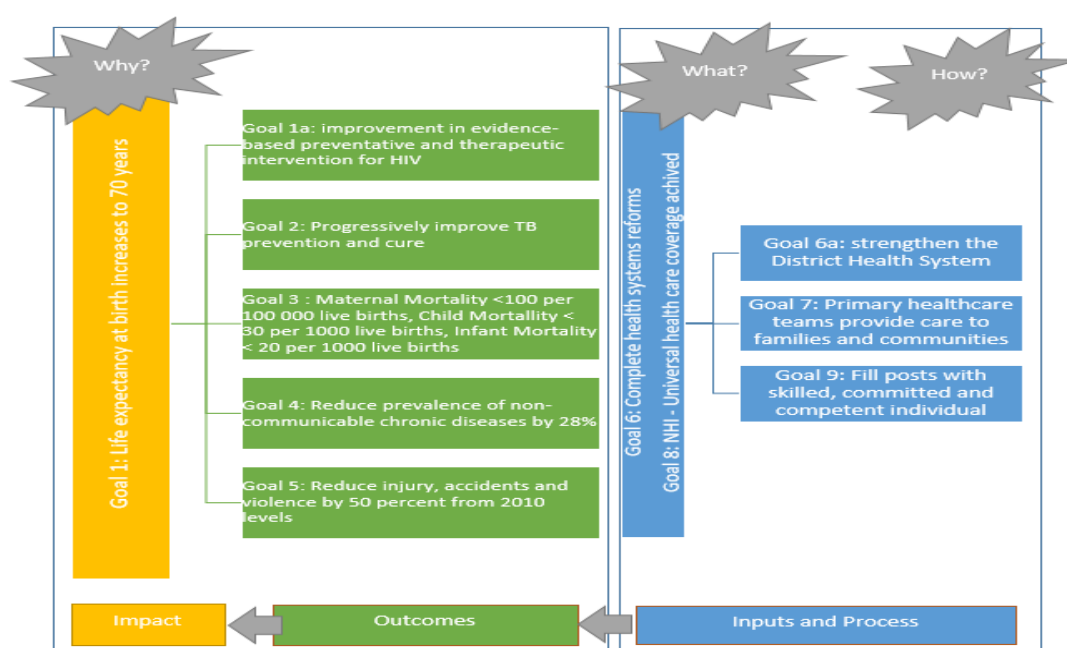 Why?
What?
How?
Goal 1: Life expectancy at birth increases to 70 years
Goal 1a: improvement in evidence-
based preventative and therapeutic
intervention for HIV
Goal 2: Progressively improve TB
prevention and cure
Goal 3 : Maternal Mortality <100 per
100 000 live births, Child Mortallity <
30 per 1000 live births, Infant Mortality
< 20 per 1000 live births
Goal 4: Reduce prevalence of non-
communicable chronic diseases by 28%
Goal 5: Reduce injury, accidents and
violence by 50 percent from 2010
levels
Goal 6: Complete health systems reforms
Goal 8: NHI - Universal health care coverage achived
Goal 6a: strengthen the
District Health System
Goal 7: Primary healthcare
teams provide care to
families and communities
Goal 9: Fill posts with
skilled, committed and
competent individual
Impact
Outcomes
Inputs and Process